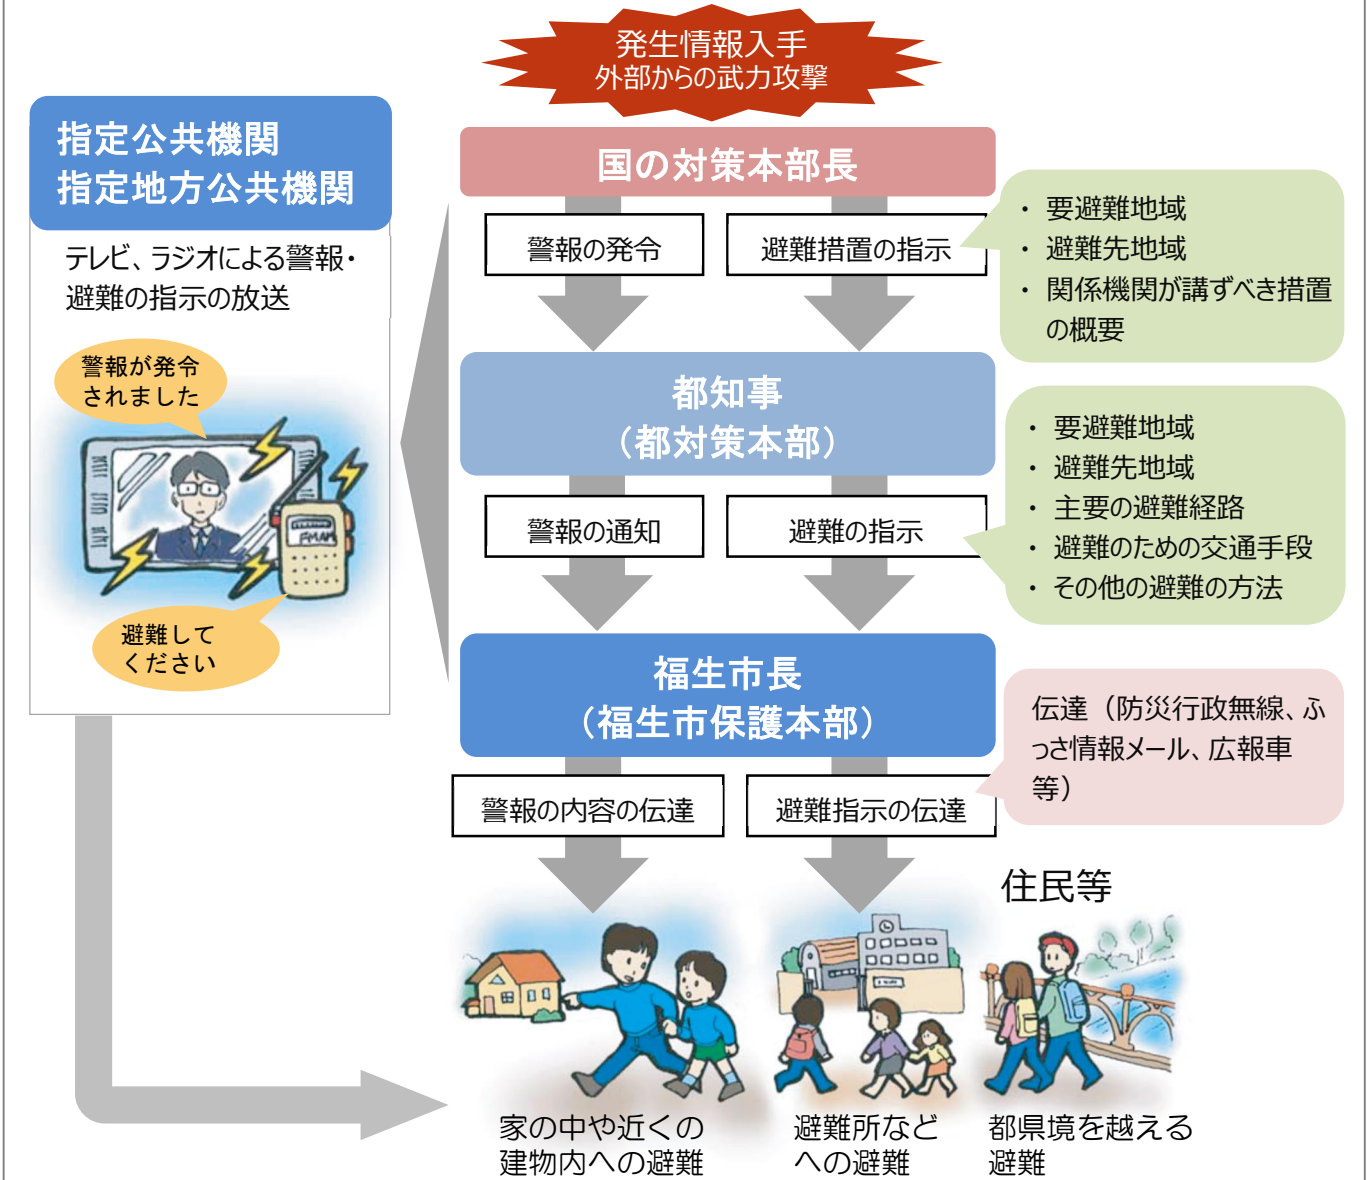 発生情報入手
外部からの武力攻撃
指定公共機関
指定地方公共機関
テレビ、ラジオによる警報・
避難の指示の放送
警報が発令
されました
FM AM
避難して
ください
国の対策本部長
警報の発令
避難措置の指示
・ 要避難地域
・ 避難先地域
・ 関係機関が講ずべき措置
の概要
都知事
（都対策本部）
警報の通知
避難の指示
・ 要避難地域
・ 避難先地域
・ 主要の避難経路
・ 避難のための交通手段
・ その他の避難の方法
福生市長
（福生市保護本部）
警報の内容の伝達
避難指示の伝達
伝達（防災行政無線、ふ
っさ情報メール、広報車
等）
住民等
家の中や近くの
建物内への避難
避難所など
への避難
都県境を越える
避難